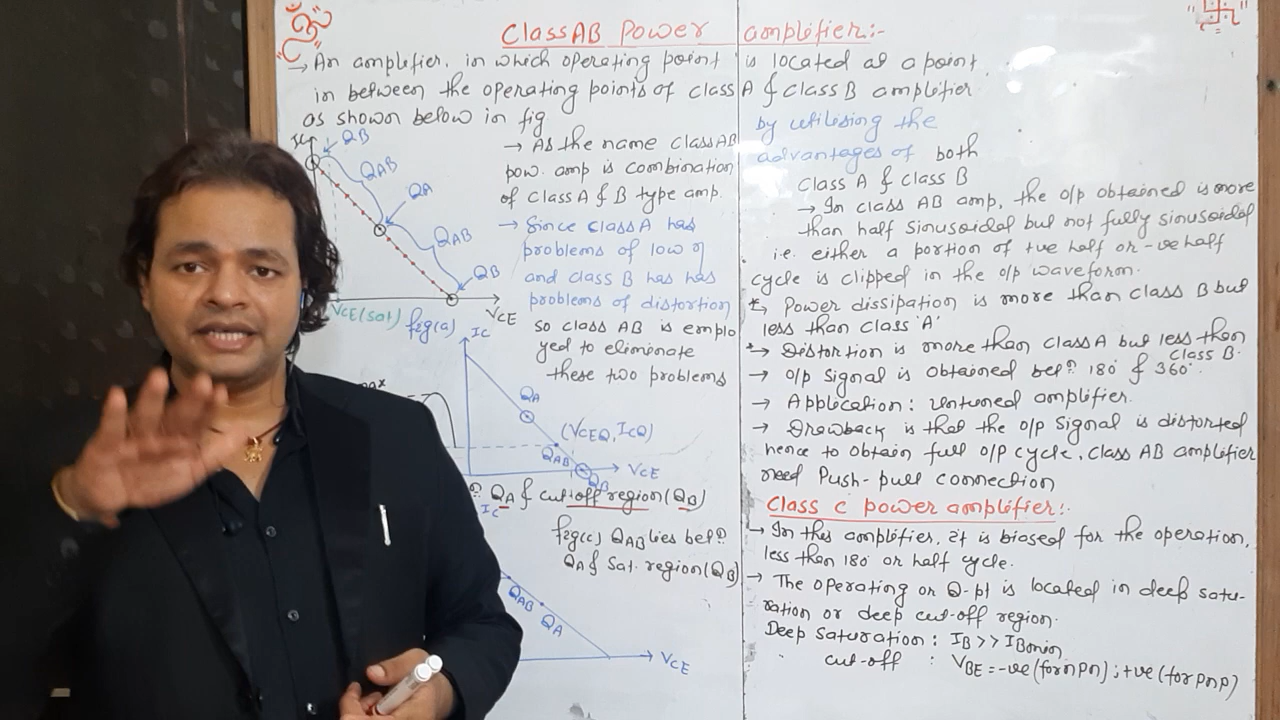 ॐ
Class AB Power amplifier:-
→ An amplifier, in which operating point is located at a point
in between the operating points of class A & class B amplifier
as shown below in fig
IC
QB
QAB
QA
QAB
QB
VCE(sat)
VCE
fig(a)
→ As the name class AB
pow. amp is combination
of class A & B type amp.
→ Since class A has
problems of low η
and class B has has
problems of distortion
so class AB is emplo
yed to eliminate
these two problems
IC
QA
(VCEQ, ICQ)
QAB
VCE
QB
QA & cut-off region (QB)
IC
fig(c) QAB lies betn
QA & Sat. region (QB)
QAB
QA
VCE
by utilising the
advantages of both
class A & class B
→ In class AB amp, the o/p obtained is more
than half sinusoidal but not fully sinusoidal
i.e. either a portion of +ve half or -ve half
cycle is clipped in the o/p waveform.
* Power dissipation is more than class B but
less than class 'A'
*→ Distortion is more than class A but less then
class B.
→ o/p signal is obtained betn 180° & 360°.
→ Application: untuned amplifier.
→ Drawback is that the o/p signal is distorted
hence to obtain full o/p cycle, class AB amplifier
need Push-pull connection
Class C power amplifier:-
→ In this amplifier, it is biased for the operation,
less than 180° or half cycle.
→ The operating or Q-pt is located in deep satu-
ration or deep cut-off region.
Deep Saturation: IB >> IBmin
" cut-off : VBE = -ve (for npn); +ve (for pnp)